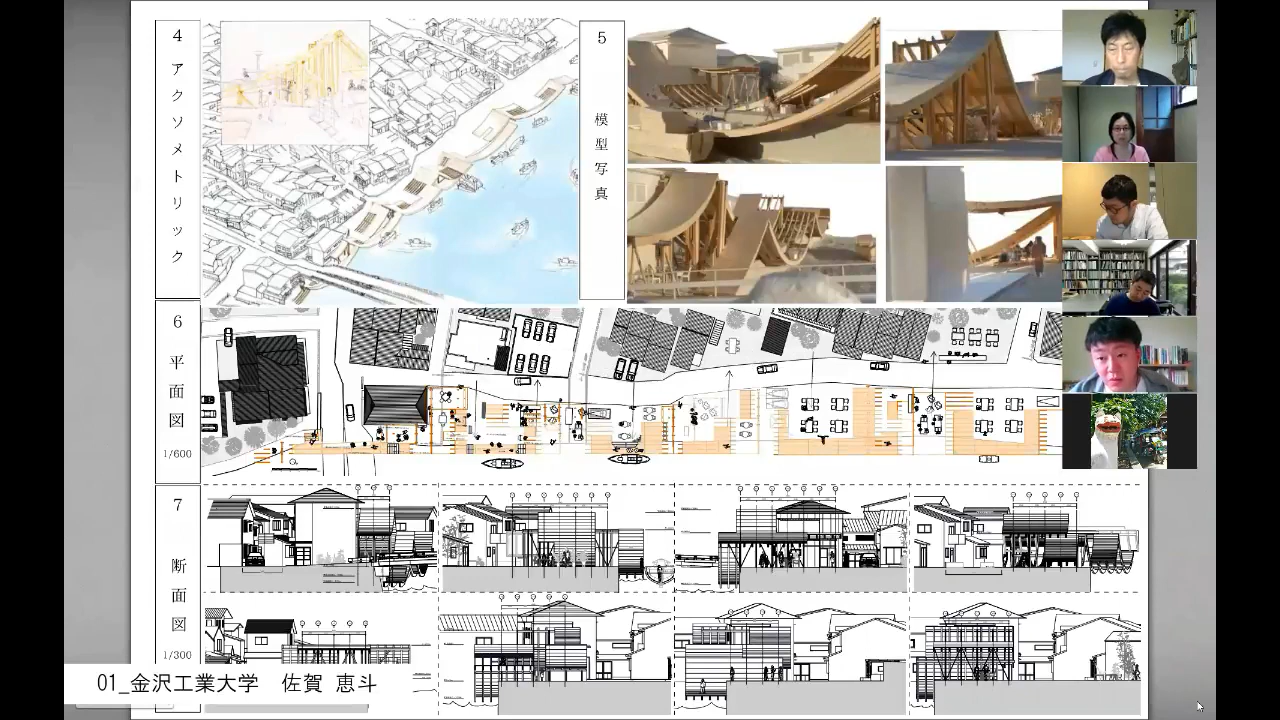 4
アクソメトリック
5
模型写真
6
平面図
1/600
7
断面図
1/300
01_金沢工業大学 佐賀 恵斗